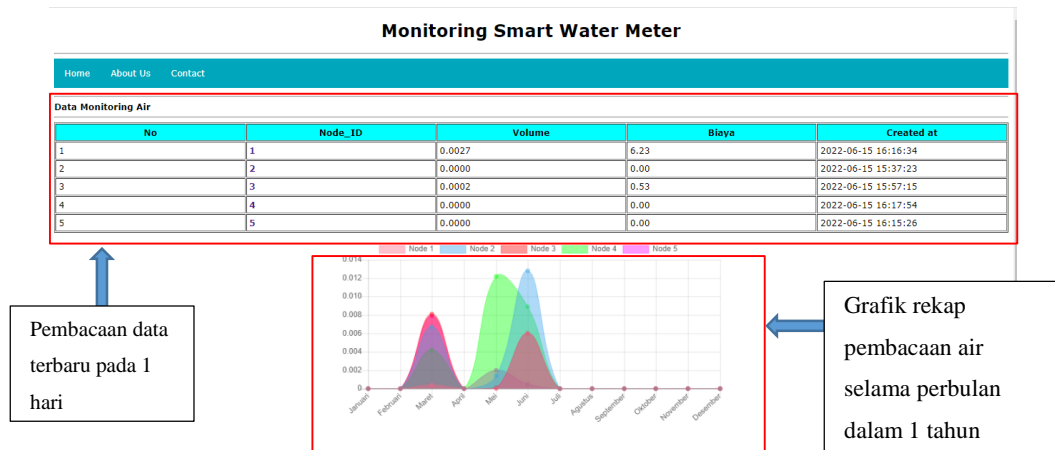 Monitoring Smart Water Meter
Home About Us Contact
Data Monitoring Air
No Node_ID Volume Biaya Created at
1 1 0.0027 6.23 2022-06-15 16:16:34
2 2 0.0000 0.00 2022-06-15 15:37:23
3 3 0.0002 0.53 2022-06-15 15:57:15
4 4 0.0000 0.00 2022-06-15 16:17:54
5 5 0.0000 0.00 2022-06-15 16:15:26
Node 1 Node 2 Node 3 Node 4 Node 5
0.014
0.012
0.010
0.008
0.006
0.004
0.002
0
Januari Februari Maret April Mei Juni Juli Agustus September Oktober November Desember
Pembacaan data
terbaru pada 1
hari
Grafik rekap
pembacaan air
selama perbulan
dalam 1 tahun